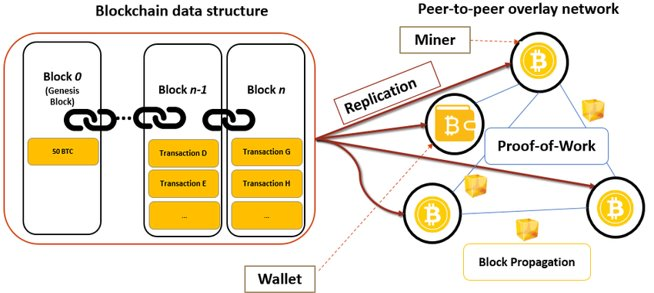 Blockchain data structure
Peer-to-peer overlay network
Miner
Block 0
(Genesis
Block)
Block n-1
Block n
Replication
50 BTC
Transaction D
Transaction G
Transaction E
Transaction H
...
...
...
Proof-of-Work
Wallet
Block Propagation